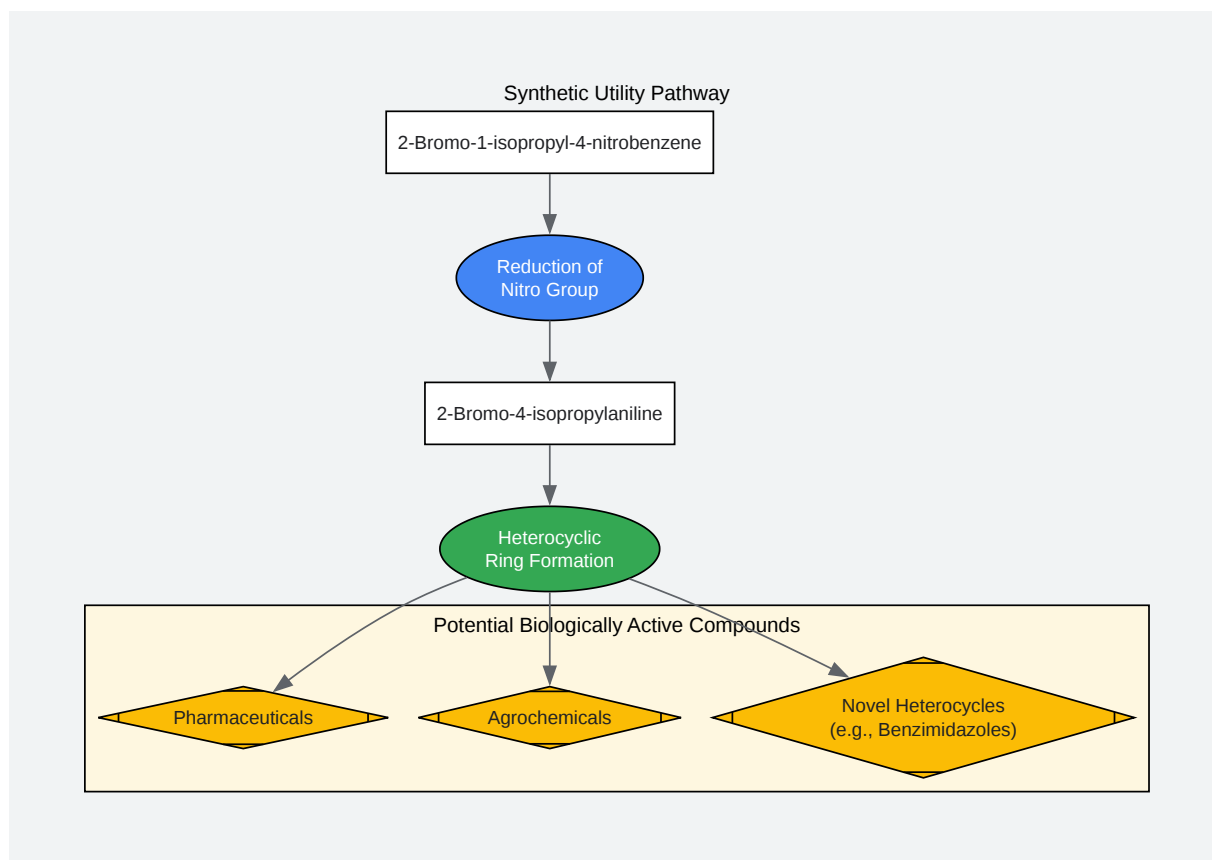 Synthetic Utility Pathway
2-Bromo-1-isopropyl-4-nitrobenzene
Reduction of
Nitro Group
2-Bromo-4-isopropylaniline
Heterocyclic
Ring Formation
Potential Biologically Active Compounds
Pharmaceuticals
Agrochemicals
Novel Heterocycles
(e.g., Benzimidazoles)